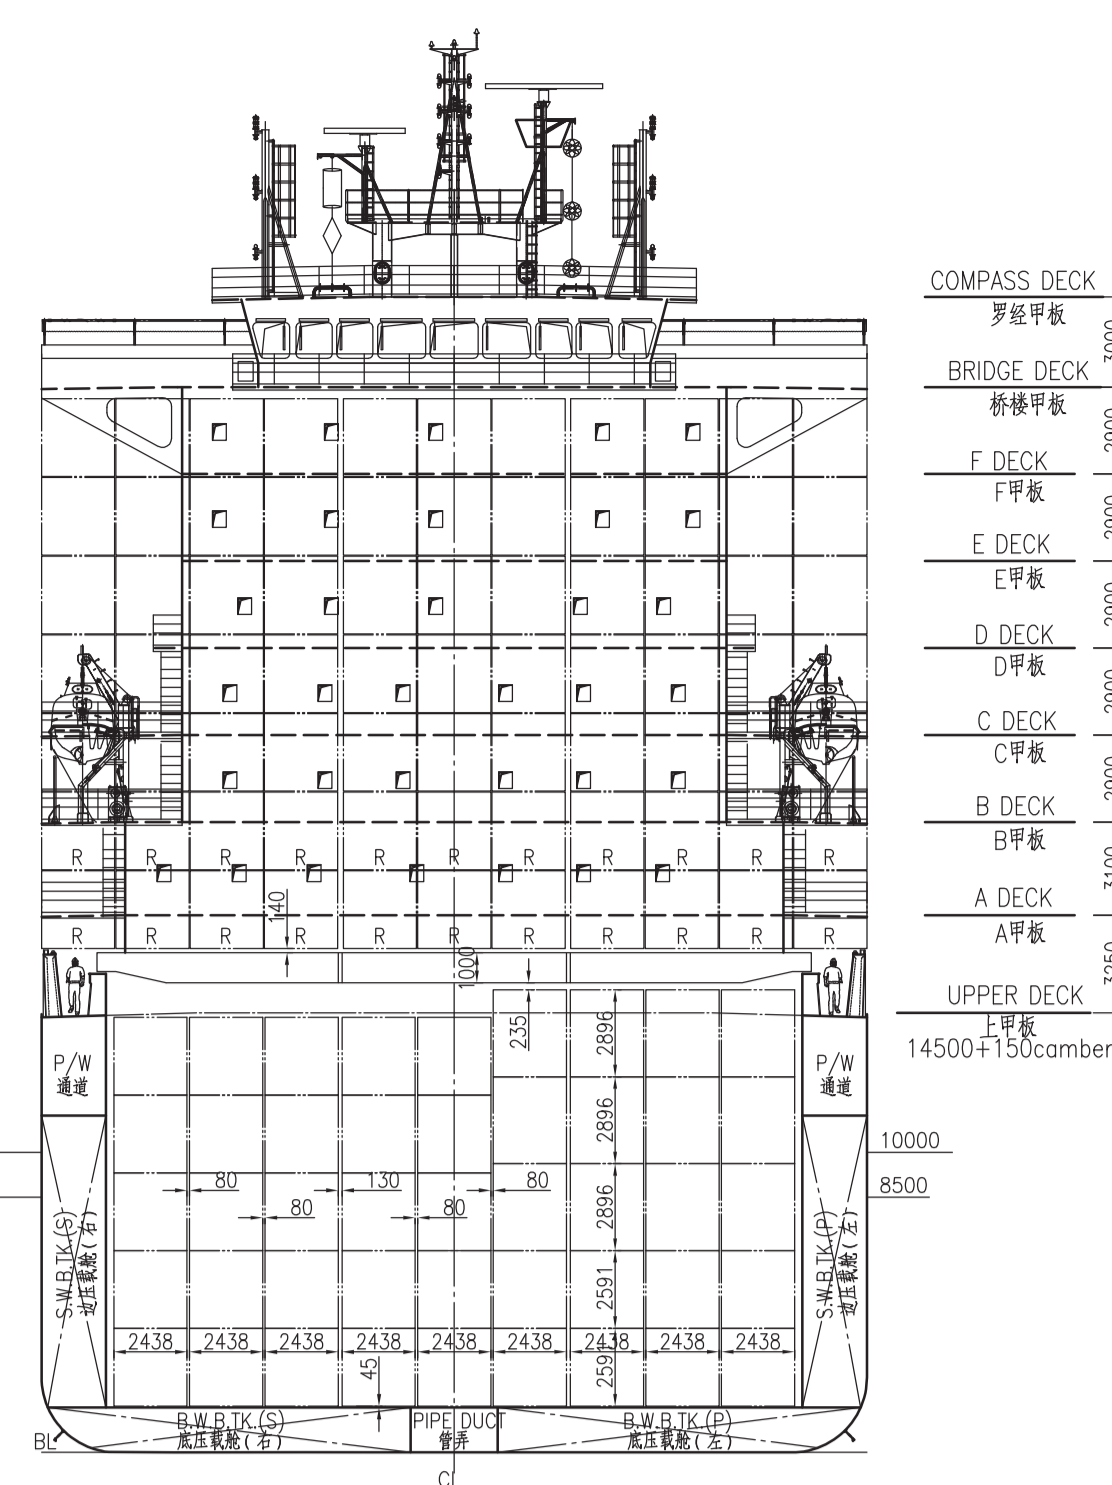 COMPASS DECK
罗经甲板
3000
BRIDGE DECK
桥楼甲板
2900
F DECK
F甲板
2900
E DECK
E甲板
2900
D DECK
D甲板
2900
C DECK
C甲板
2900
B DECK
B甲板
3100
A DECK
A甲板
3250
UPPER DECK
上甲板
14500+150camber
R R R R R R R R R R R
140
R R R R R R R R R R R
1000
235
2896
P/W
通道
P/W
通道
2896
10000
8500
80 130 80
80 80
2896
S.W.B.TK.(S)
边压载舱(右)
S.W.B.TK.(P)
边压载舱(左)
2591
2438 2438 2438 2438 2438 2438 2438 2438 2438
45
2591
B.W.B.TK.(S)
底压载舱(右)
PIPE DUCT
管弄
B.W.B.TK.(P)
底压载舱(左)
BL
CL